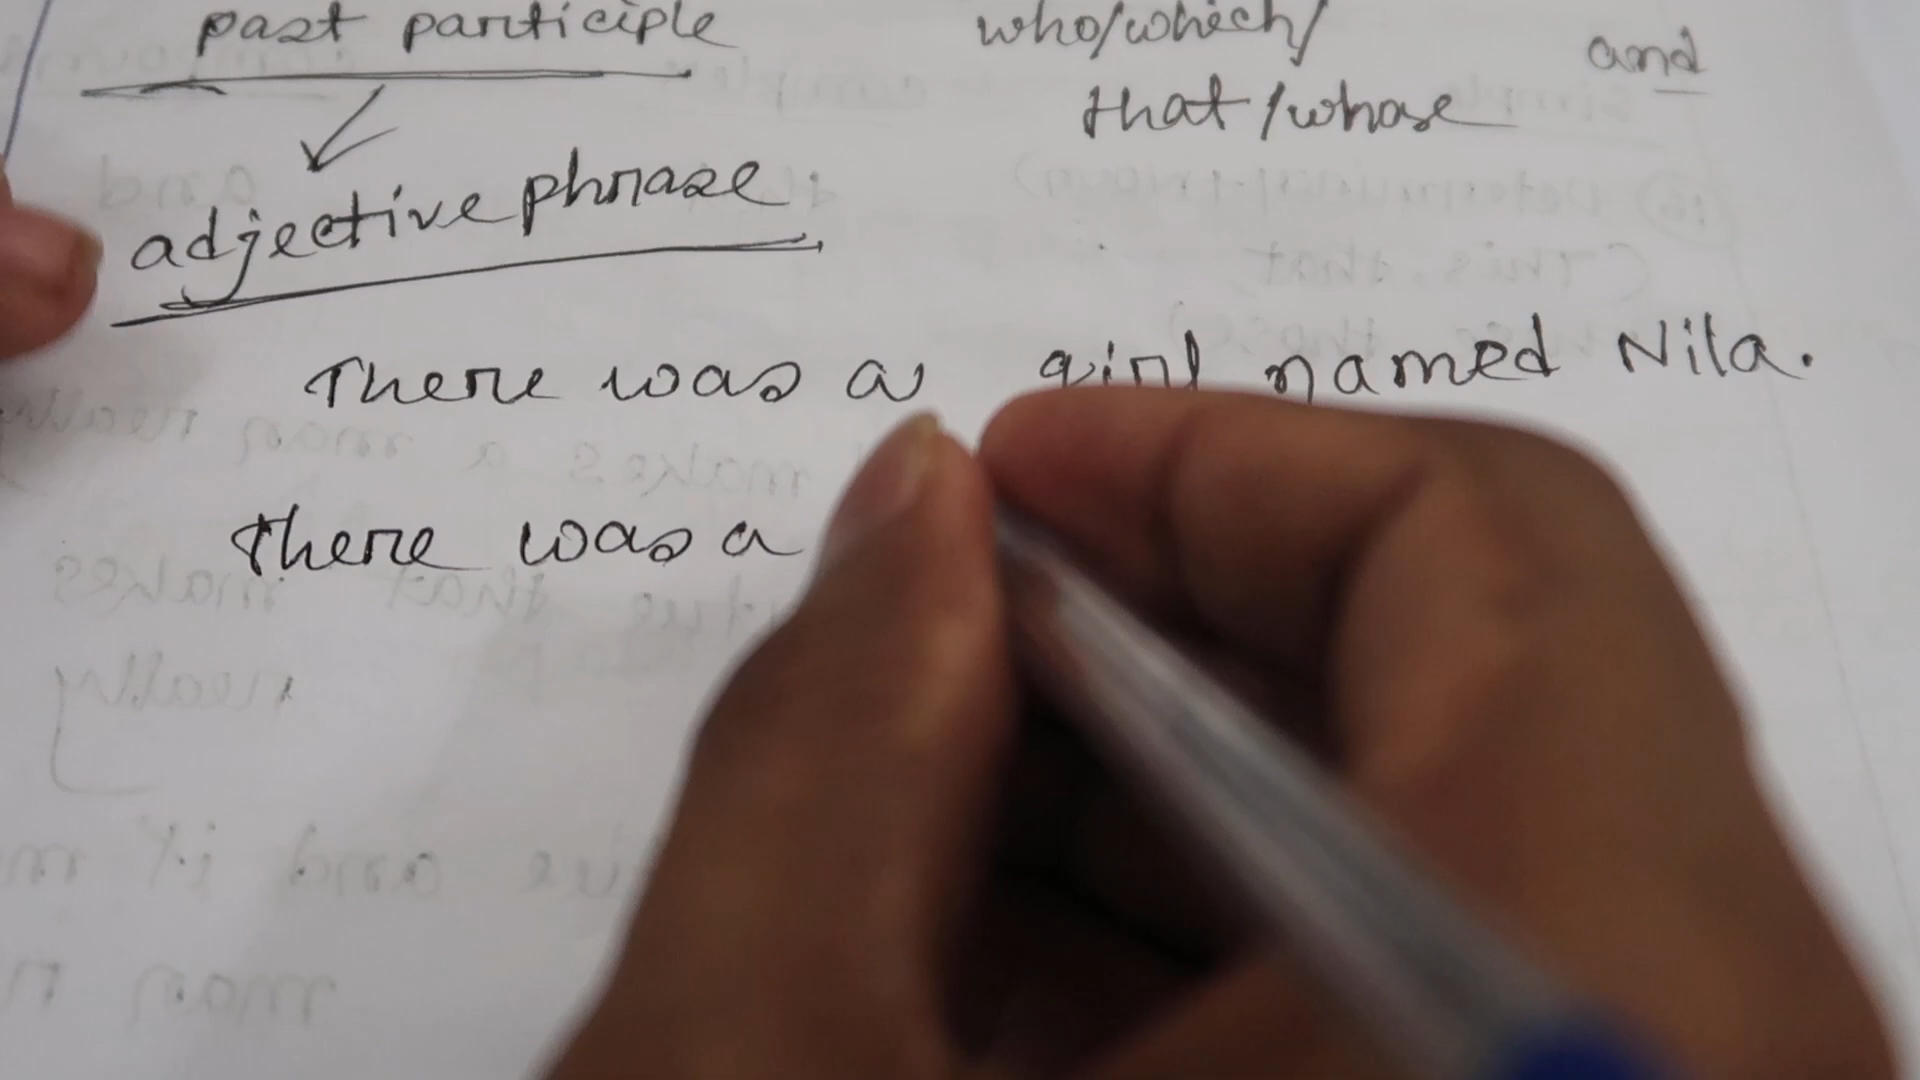 past participle who/which/ and
that/whose
adjective phrase
There was a girl named Nila.
There was a